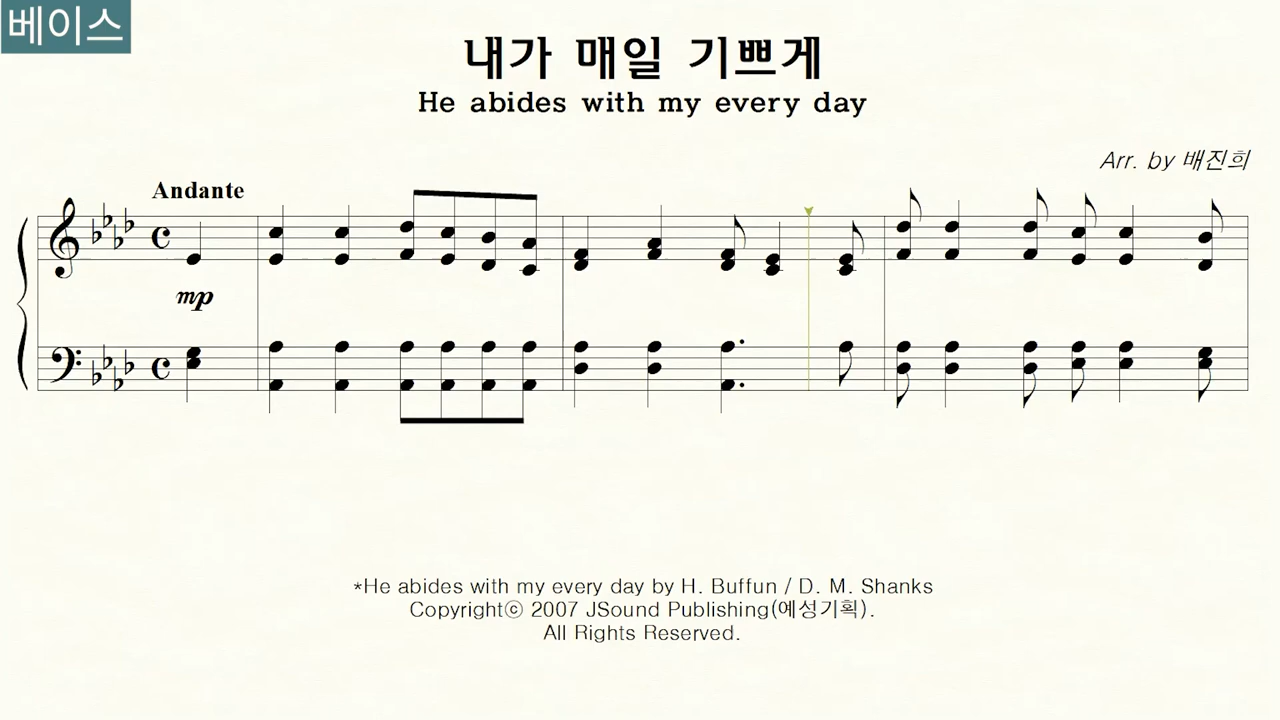 베이스
내가 매일 기쁘게
He abides with my every day
Arr. by 배진희
Andante
mp
*He abides with my every day by H. Buffun / D. M. Shanks
Copyrightⓒ 2007 JSound Publishing(예성기획).
All Rights Reserved.